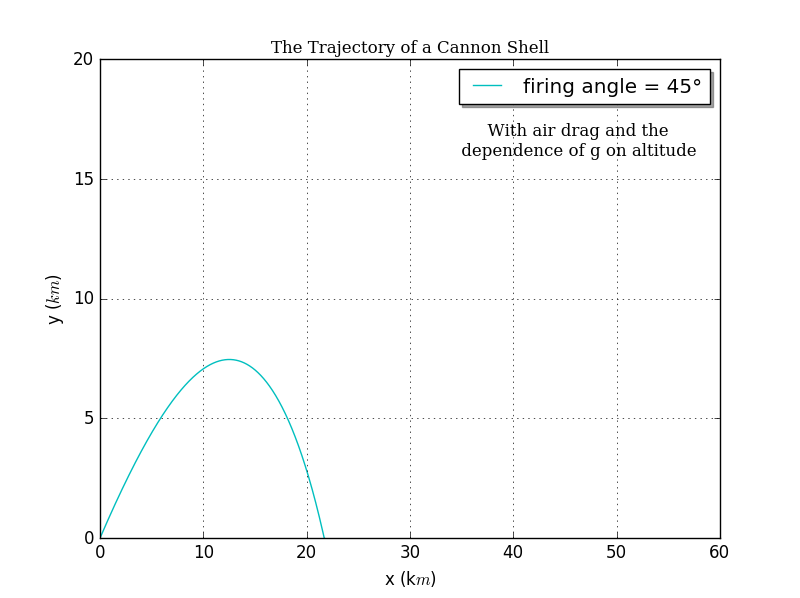 The Trajectory of a Cannon Shell
firing angle = 45°
With air drag and the
dependence of g on altitude
20
15
10
5
0
y (km)
0 10 20 30 40 50 60
x (km)